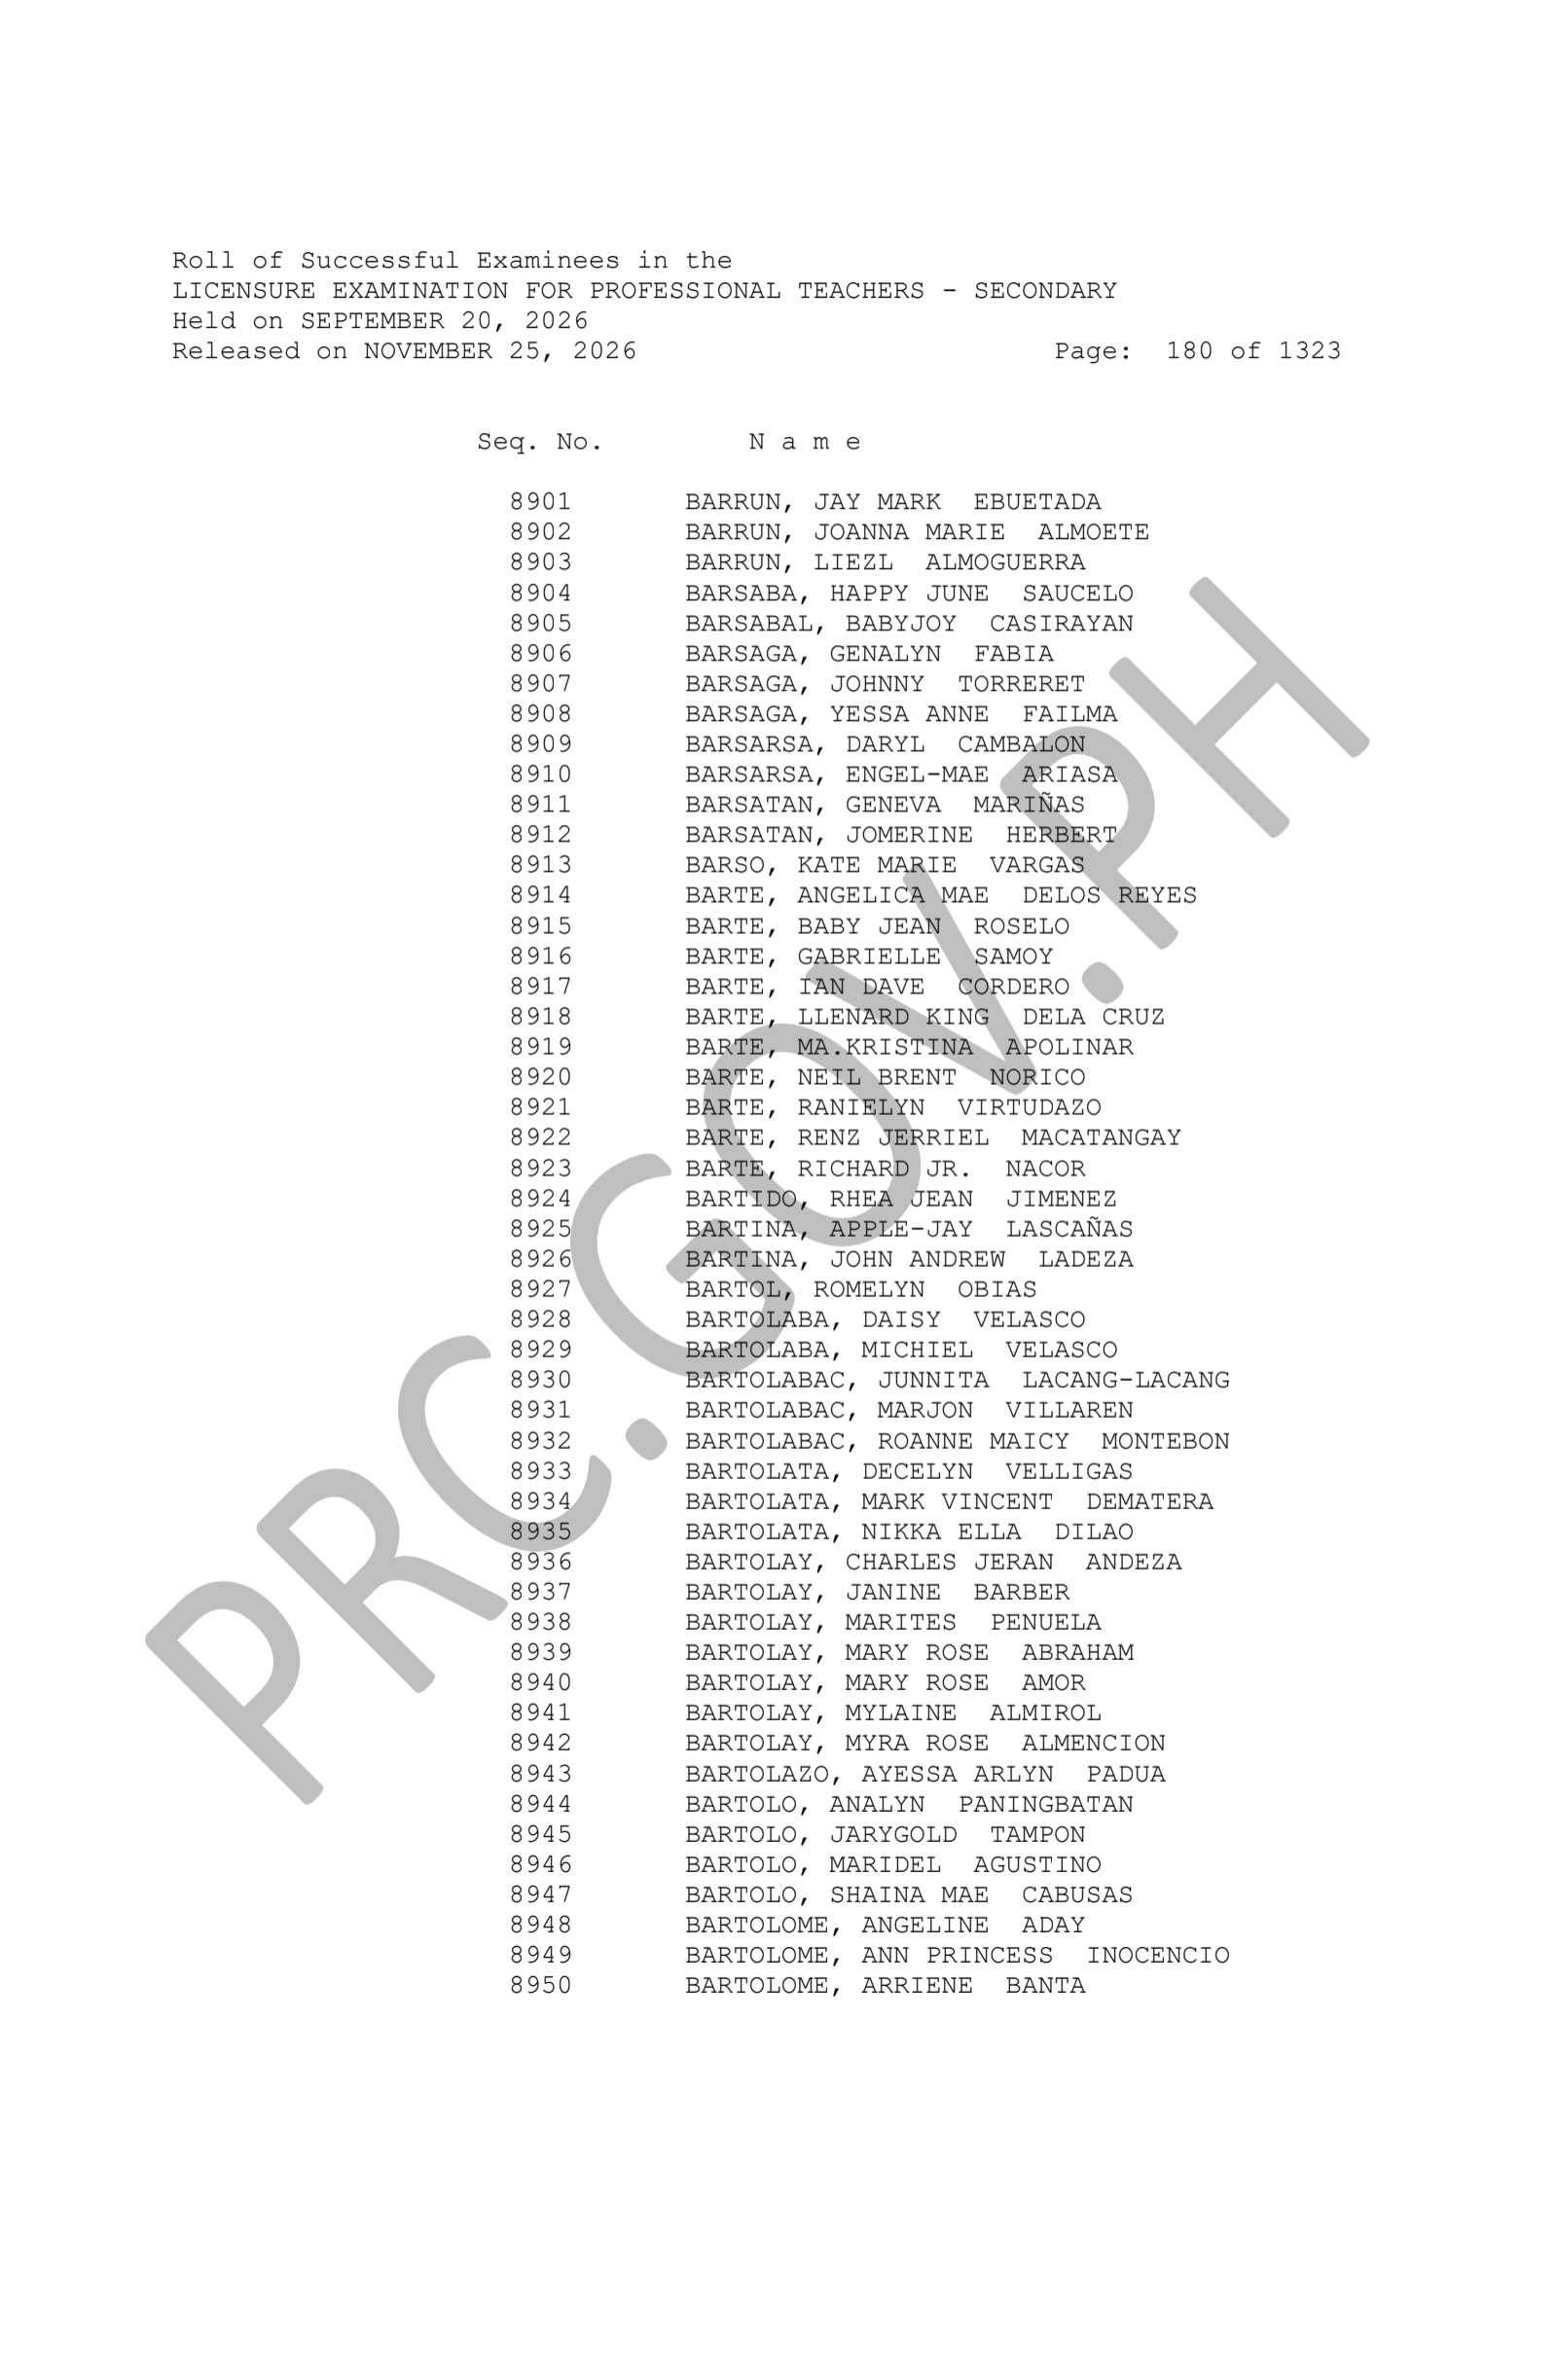 Roll of Successful Examinees in the
LICENSURE EXAMINATION FOR PROFESSIONAL TEACHERS - SECONDARY
Held on SEPTEMBER 20, 2026
Released on NOVEMBER 25, 2026 Page: 180 of 1323
Seq. No. N a m e
8901 BARRUN, JAY MARK EBUETADA
8902 BARRUN, JOANNA MARIE ALMOETE
8903 BARRUN, LIEZL ALMOGUERRA
8904 BARSABA, HAPPY JUNE SAUCELO
8905 BARSABAL, BABYJOY CASIRAYAN
8906 BARSAGA, GENALYN FABIA
8907 BARSAGA, JOHNNY TORRERET
8908 BARSAGA, YESSA ANNE FAILMA
8909 BARSARSA, DARYL CAMBALON
8910 BARSARSA, ENGEL-MAE ARIASA
8911 BARSATAN, GENEVA MARIÑAS
8912 BARSATAN, JOMERINE HERBERT
8913 BARSO, KATE MARIE VARGAS
8914 BARTE, ANGELICA MAE DELOS REYES
8915 BARTE, BABY JEAN ROSELO
8916 BARTE, GABRIELLE SAMOY
8917 BARTE, IAN DAVE CORDERO
8918 BARTE, LLENARD KING DELA CRUZ
8919 BARTE, MA.KRISTINA APOLINAR
8920 BARTE, NEIL BRENT NORICO
8921 BARTE, RANIELYN VIRTUDAZO
8922 BARTE, RENZ JERRIEL MACATANGAY
8923 BARTE, RICHARD JR. NACOR
8924 BARTIDO, RHEA JEAN JIMENEZ
8925 BARTINA, APPLE-JAY LASCAÑAS
8926 BARTINA, JOHN ANDREW LADEZA
8927 BARTOL, ROMELYN OBIAS
8928 BARTOLABA, DAISY VELASCO
8929 BARTOLABA, MICHIEL VELASCO
8930 BARTOLABAC, JUNNITA LACANG-LACANG
8931 BARTOLABAC, MARJON VILLAREN
8932 BARTOLABAC, ROANNE MAICY MONTEBON
8933 BARTOLATA, DECELYN VELLIGAS
8934 BARTOLATA, MARK VINCENT DEMATERA
8935 BARTOLATA, NIKKA ELLA DILAO
8936 BARTOLAY, CHARLES JERAN ANDEZA
8937 BARTOLAY, JANINE BARBER
8938 BARTOLAY, MARITES PENUELA
8939 BARTOLAY, MARY ROSE ABRAHAM
8940 BARTOLAY, MARY ROSE AMOR
8941 BARTOLAY, MYLAINE ALMIROL
8942 BARTOLAY, MYRA ROSE ALMENCION
8943 BARTOLAZO, AYESSA ARLYN PADUA
8944 BARTOLO, ANALYN PANINGBATAN
8945 BARTOLO, JARYGOLD TAMPON
8946 BARTOLO, MARIDEL AGUSTINO
8947 BARTOLO, SHAINA MAE CABUSAS
8948 BARTOLOME, ANGELINE ADAY
8949 BARTOLOME, ANN PRINCESS INOCENCIO
8950 BARTOLOME, ARRIENE BANTA
PRC.GOV.PH